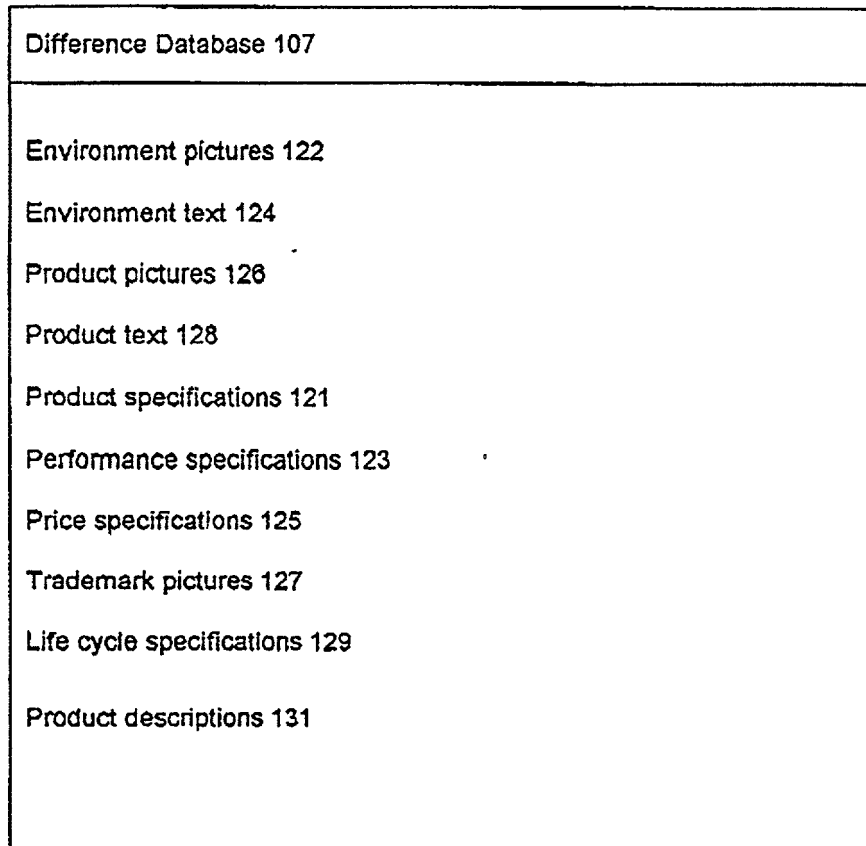 Difference Database 107
Environment pictures 122
Environment text 124
Product pictures 126
Product text 128
Product specifications 121
Performance specifications 123
Price specifications 125
Trademark pictures 127
Life cycle specifications 129
Product descriptions 131